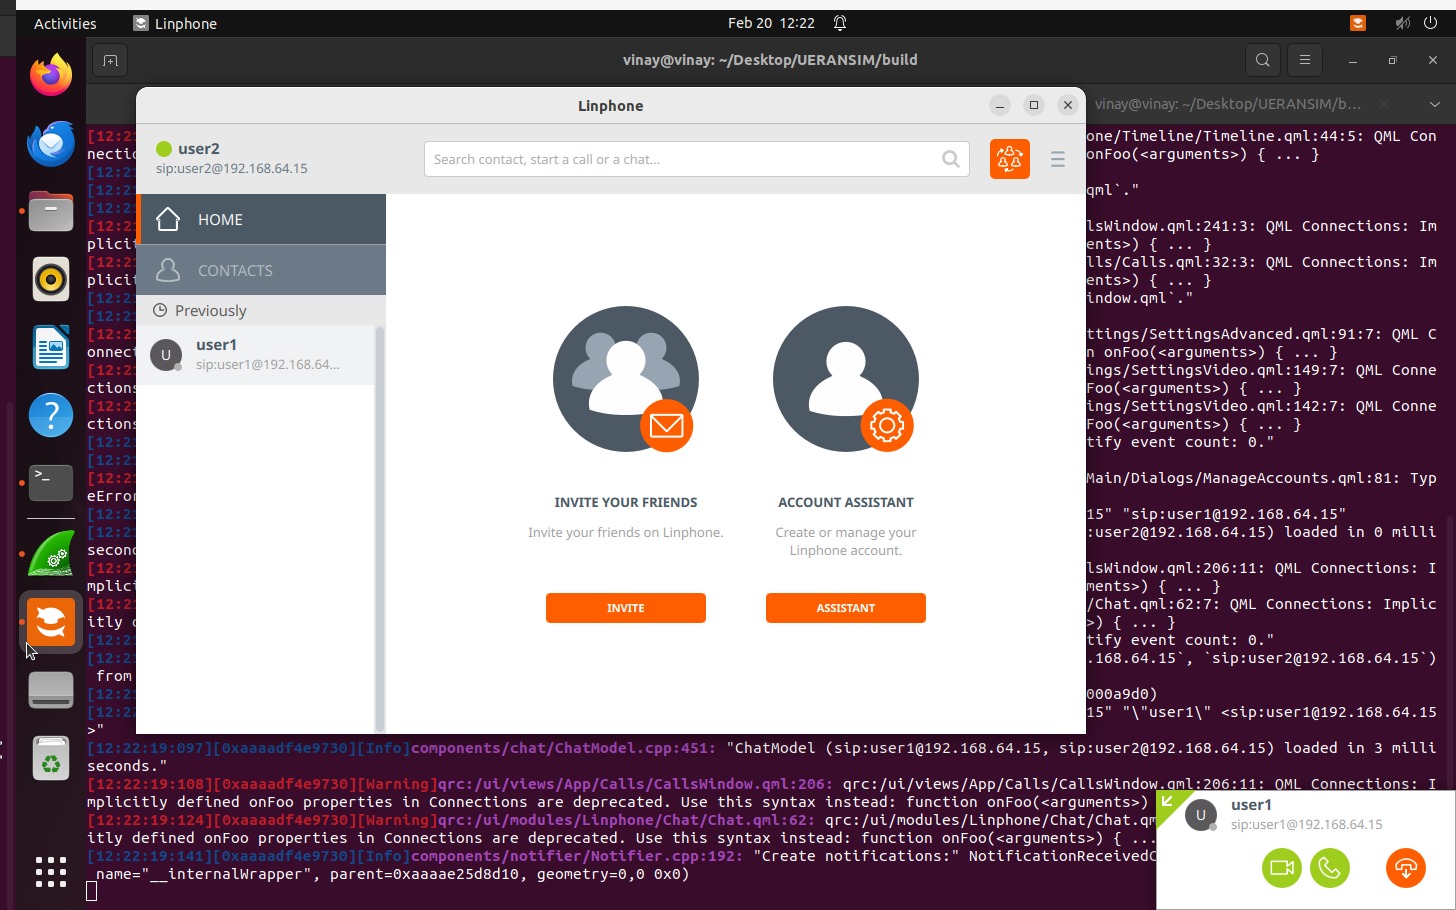 Activities
Linphone
Feb 20 12:22
vinay@vinay: ~/Desktop/UERANSIM/build
vinay@vinay: ~/Desktop/UERANSIM/b...
Linphone
user2
sip:user2@192.168.64.15
Search contact, start a call or a chat...
HOME
CONTACTS
Previously
U
user1
sip:user1@192.168.64...
INVITE YOUR FRIENDS
Invite your friends on Linphone.
INVITE
ACCOUNT ASSISTANT
Create or manage your
Linphone account.
ASSISTANT
[12:21 one/Timeline/Timeline.qml:44:5: QML Con
nectio onFoo(<arguments>) { ... }
[12:2
[12:2 qml`."
[12:2
[12:21 lsWindow.qml:241:3: QML Connections: Im
plicit ents>) { ... }
[12:21 lls/Calls.qml:32:3: QML Connections: Im
plicit ents>) { ... }
[12:2 indow.qml`."
[12:2
[12:21 ttings/SettingsAdvanced.qml:91:7: QML C
onnect n onFoo(<arguments>) { ... }
[12:21 ings/SettingsVideo.qml:149:7: QML Conne
ctions Foo(<arguments>) { ... }
[12:21 ings/SettingsVideo.qml:142:7: QML Conne
ctions Foo(<arguments>) { ... }
[12:2 tify event count: 0."
[12:2
[12:21 Main/Dialogs/ManageAccounts.qml:81: Typ
eError
[12:2 15" "sip:user1@192.168.64.15"
[12:2 :user2@192.168.64.15) loaded in 0 milli
second
[12:21 lsWindow.qml:206:11: QML Connections: I
mplici ments>) { ... }
[12:21 /Chat.qml:62:7: QML Connections: Implic
itly d >) { ... }
[12:2 tify event count: 0."
[12:2 .168.64.15`, `sip:user2@192.168.64.15`)
from
[12:2 000a9d0)
[12:2 15" "\"user1\" <sip:user1@192.168.64.15
>"
[12:22:19:097][0xaaaadf4e9730][Info]components/chat/ChatModel.cpp:451: "ChatModel (sip:user1@192.168.64.15, sip:user2@192.168.64.15) loaded in 3 milli
seconds."
[12:22:19:108][0xaaaadf4e9730][Warning]qrc:/ui/views/App/Calls/CallsWindow.qml:206: qrc:/ui/views/App/Calls/CallsWindow.qml:206:11: QML Connections: I
mplicitly defined onFoo properties in Connections are deprecated. Use this syntax instead: function onFoo(<arguments>)
[12:22:19:124][0xaaaadf4e9730][Warning]qrc:/ui/modules/Linphone/Chat/Chat.qml:62: qrc:/ui/modules/Linphone/Chat/Chat.qm
itly defined onFoo properties in Connections are deprecated. Use this syntax instead: function onFoo(<arguments>) { ...
[12:22:19:141][0xaaaadf4e9730][Info]components/notifier/Notifier.cpp:192: "Create notifications:" NotificationReceivedC
_name="__internalWrapper", parent=0xaaaae25d8d10, geometry=0,0 0x0)
U
user1
sip:user1@192.168.64.15